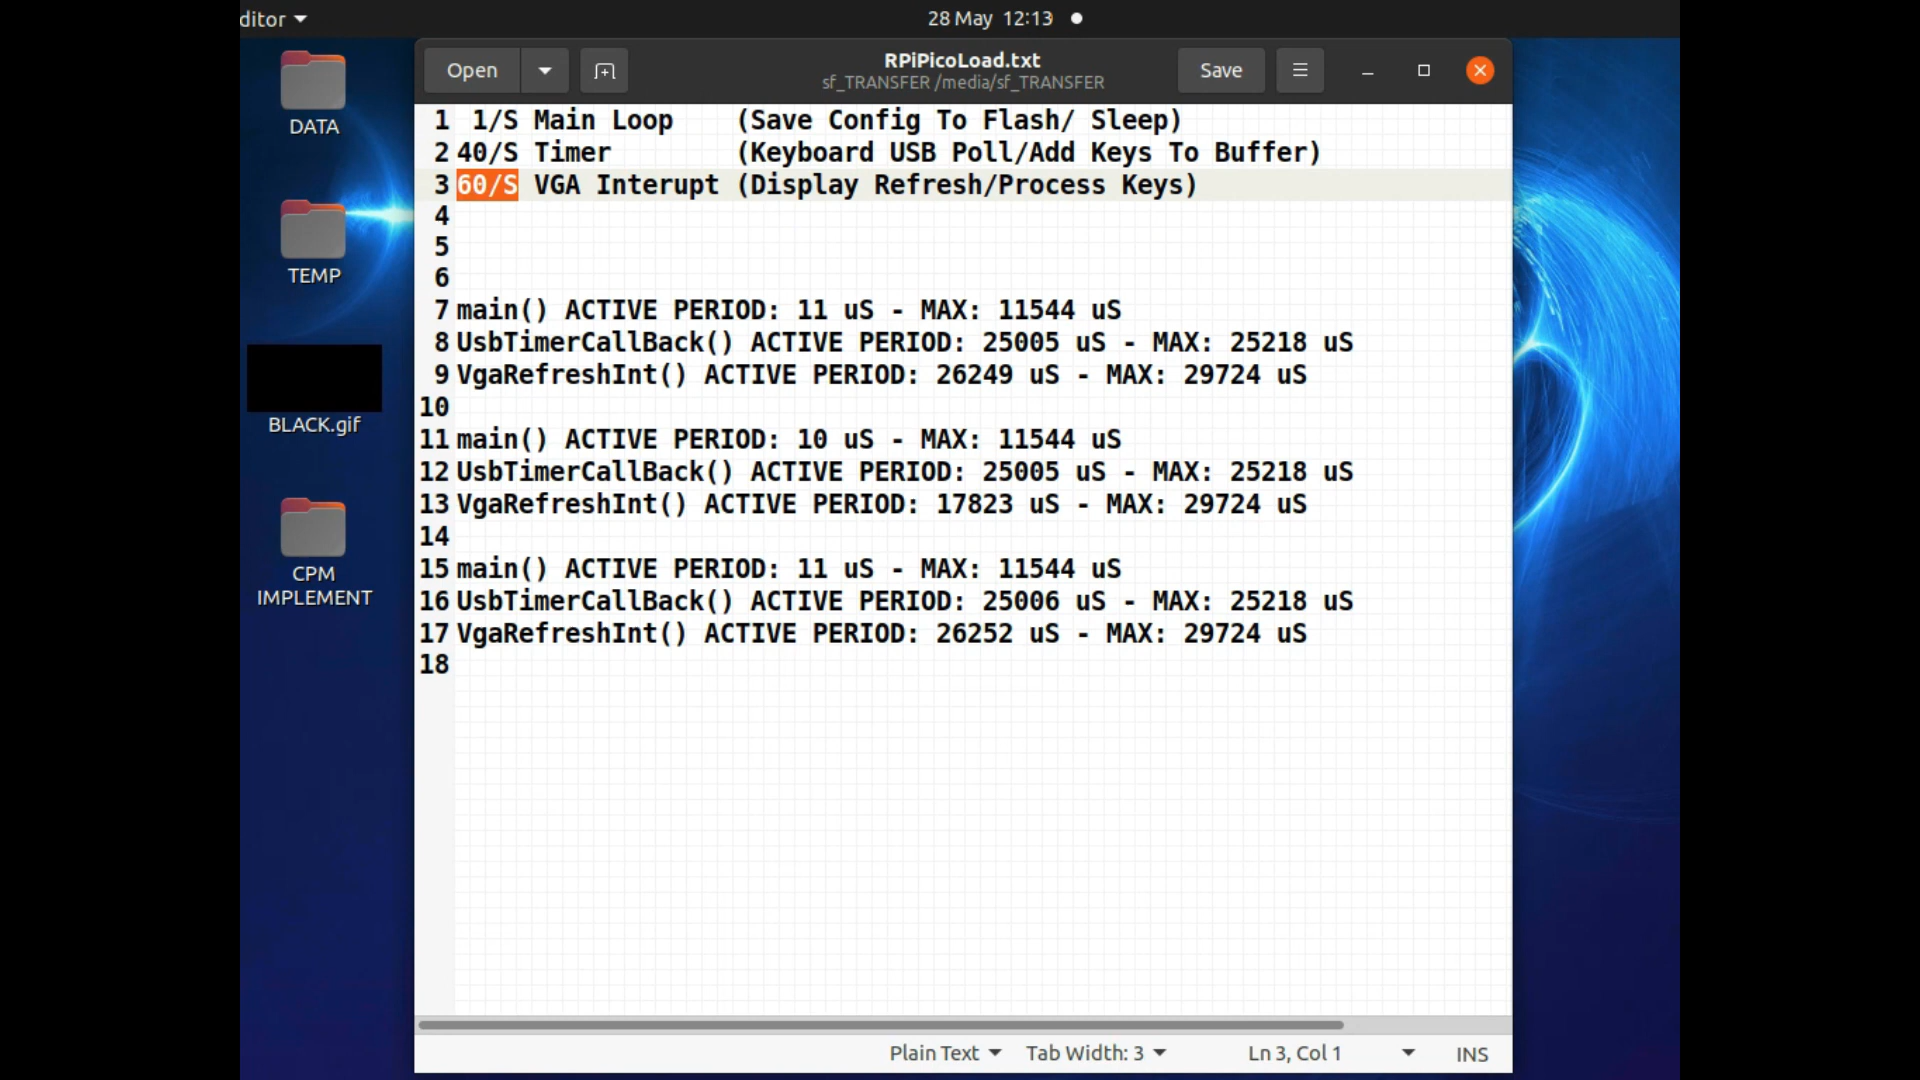 ditor
28 May 12:13
DATA
TEMP
BLACK.gif
CPM
IMPLEMENT
Open
RPiPicoLoad.txt
sf_TRANSFER /media/sf_TRANSFER
Save
1 1/S Main Loop (Save Config To Flash/ Sleep)
2 40/S Timer (Keyboard USB Poll/Add Keys To Buffer)
3 60/S VGA Interupt (Display Refresh/Process Keys)
4
5
6
7 main() ACTIVE PERIOD: 11 uS - MAX: 11544 uS
8 UsbTimerCallBack() ACTIVE PERIOD: 25005 uS - MAX: 25218 uS
9 VgaRefreshInt() ACTIVE PERIOD: 26249 uS - MAX: 29724 uS
10
11 main() ACTIVE PERIOD: 10 uS - MAX: 11544 uS
12 UsbTimerCallBack() ACTIVE PERIOD: 25005 uS - MAX: 25218 uS
13 VgaRefreshInt() ACTIVE PERIOD: 17823 uS - MAX: 29724 uS
14
15 main() ACTIVE PERIOD: 11 uS - MAX: 11544 uS
16 UsbTimerCallBack() ACTIVE PERIOD: 25006 uS - MAX: 25218 uS
17 VgaRefreshInt() ACTIVE PERIOD: 26252 uS - MAX: 29724 uS
18
Plain Text Tab Width: 3 Ln 3, Col 1 INS